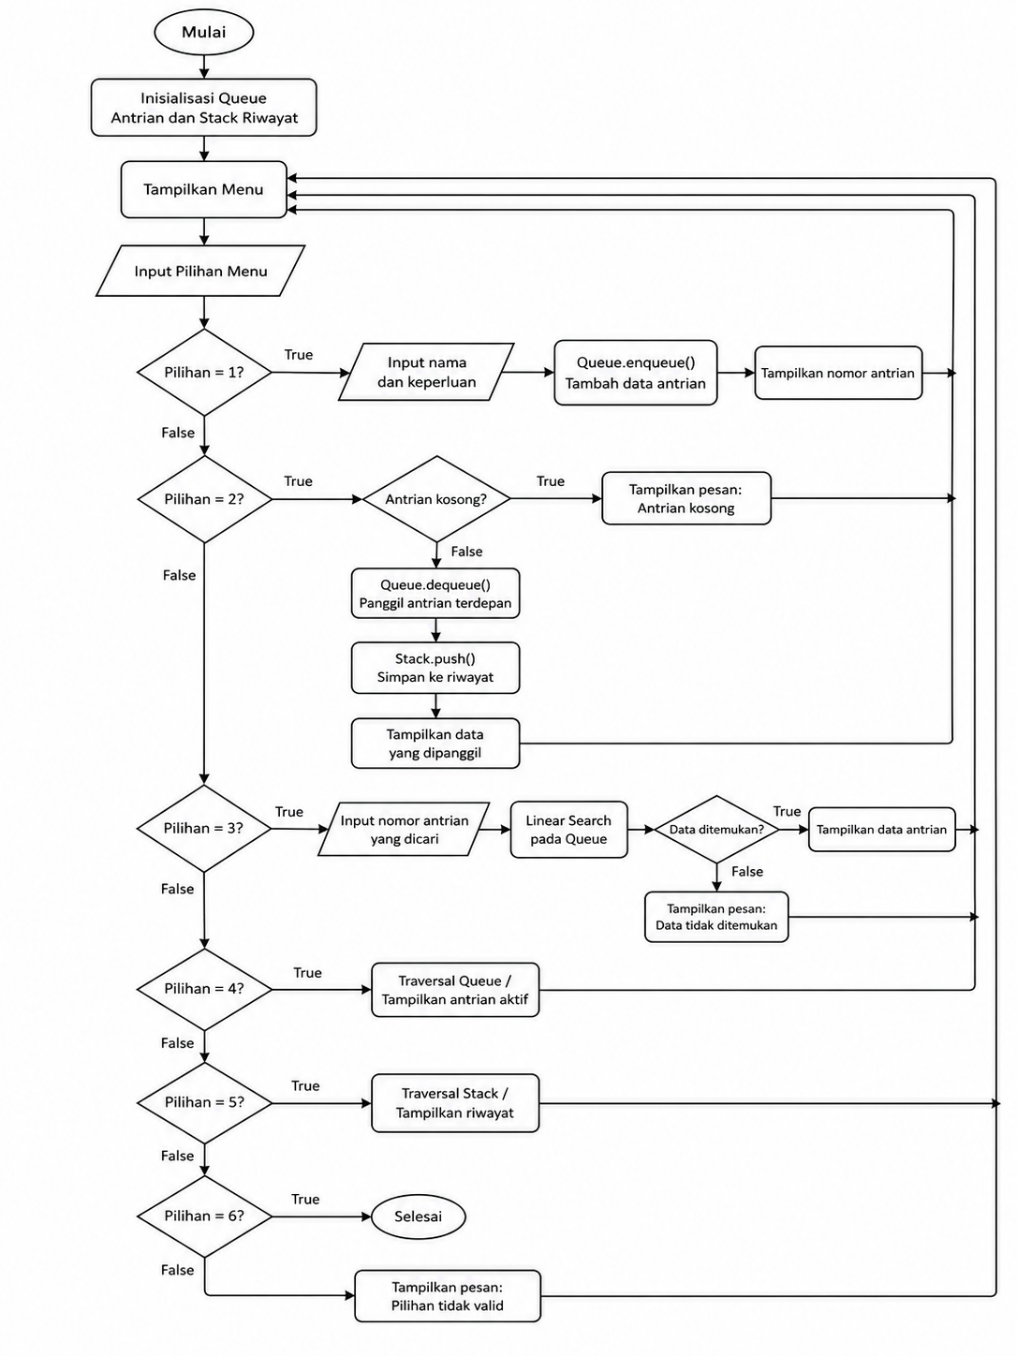 Mulai
Inisialisasi Queue
Antrian dan Stack Riwayat
Tampilkan Menu
Input Pilihan Menu
Pilihan = 1?
True
Input nama
dan keperluan
Queue.enqueue()
Tambah data antrian
Tampilkan nomor antrian
False
Pilihan = 2?
True
Antrian kosong?
True
Tampilkan pesan:
Antrian kosong
False
Queue.dequeue()
Panggil antrian terdepan
Stack.push()
Simpan ke riwayat
Tampilkan data
yang dipanggil
False
Pilihan = 3?
True
Input nomor antrian
yang dicari
Linear Search
pada Queue
Data ditemukan?
True
Tampilkan data antrian
False
Tampilkan pesan:
Data tidak ditemukan
False
Pilihan = 4?
True
Traversal Queue /
Tampilkan antrian aktif
False
Pilihan = 5?
True
Traversal Stack /
Tampilkan riwayat
False
Pilihan = 6?
True
Selesai
False
Tampilkan pesan:
Pilihan tidak valid